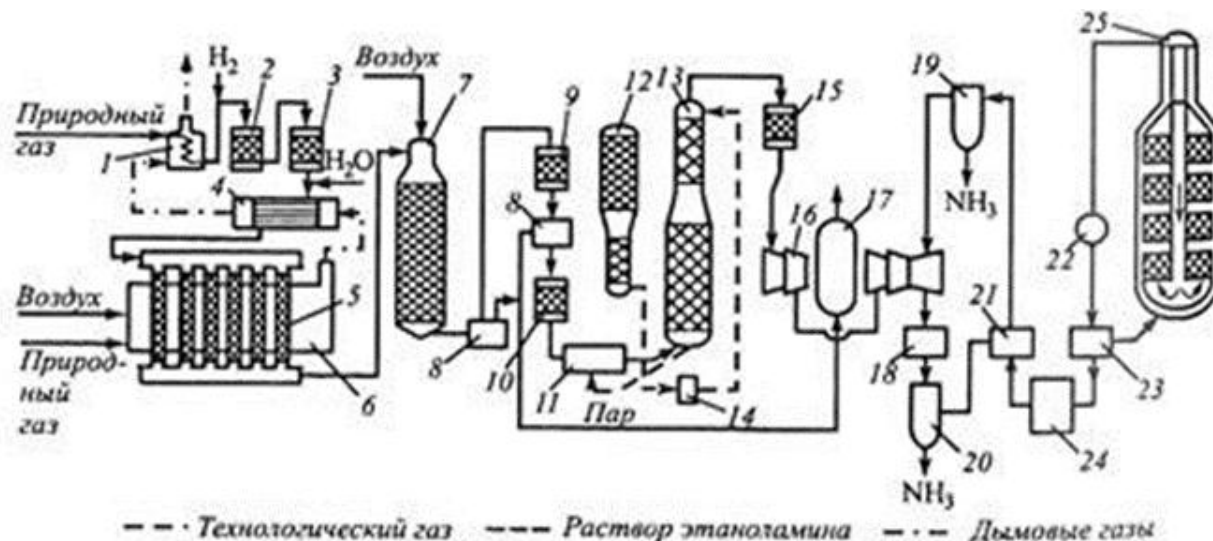 H₂
2
3
Воздух
7
Природный
газ
1
4
H₂O
Воздух
5
Природ-
ный
газ
6
8
9
8
10
11
12
13
Пар
14
15
16
17
18
19
NH₃
20
NH₃
21
22
23
24
25
Технологический газ
Раствор этаноламина
Дымовые газы